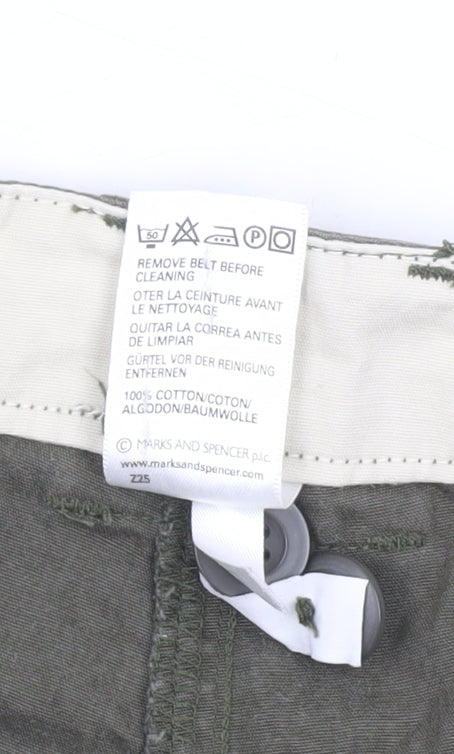 50 P
REMOVE BELT BEFORE
CLEANING
OTER LA CEINTURE AVANT
LE NETTOYAGE
QUITAR LA CORREA ANTES
DE LIMPIAR
GÜRTEL VOR DER REINIGUNG
ENTFERNEN
100% COTTON/COTON/
ALGODON/BAUMWOLLE
© MARKS AND SPENCER p.l.c.
www.marksandspencer.com
Z25